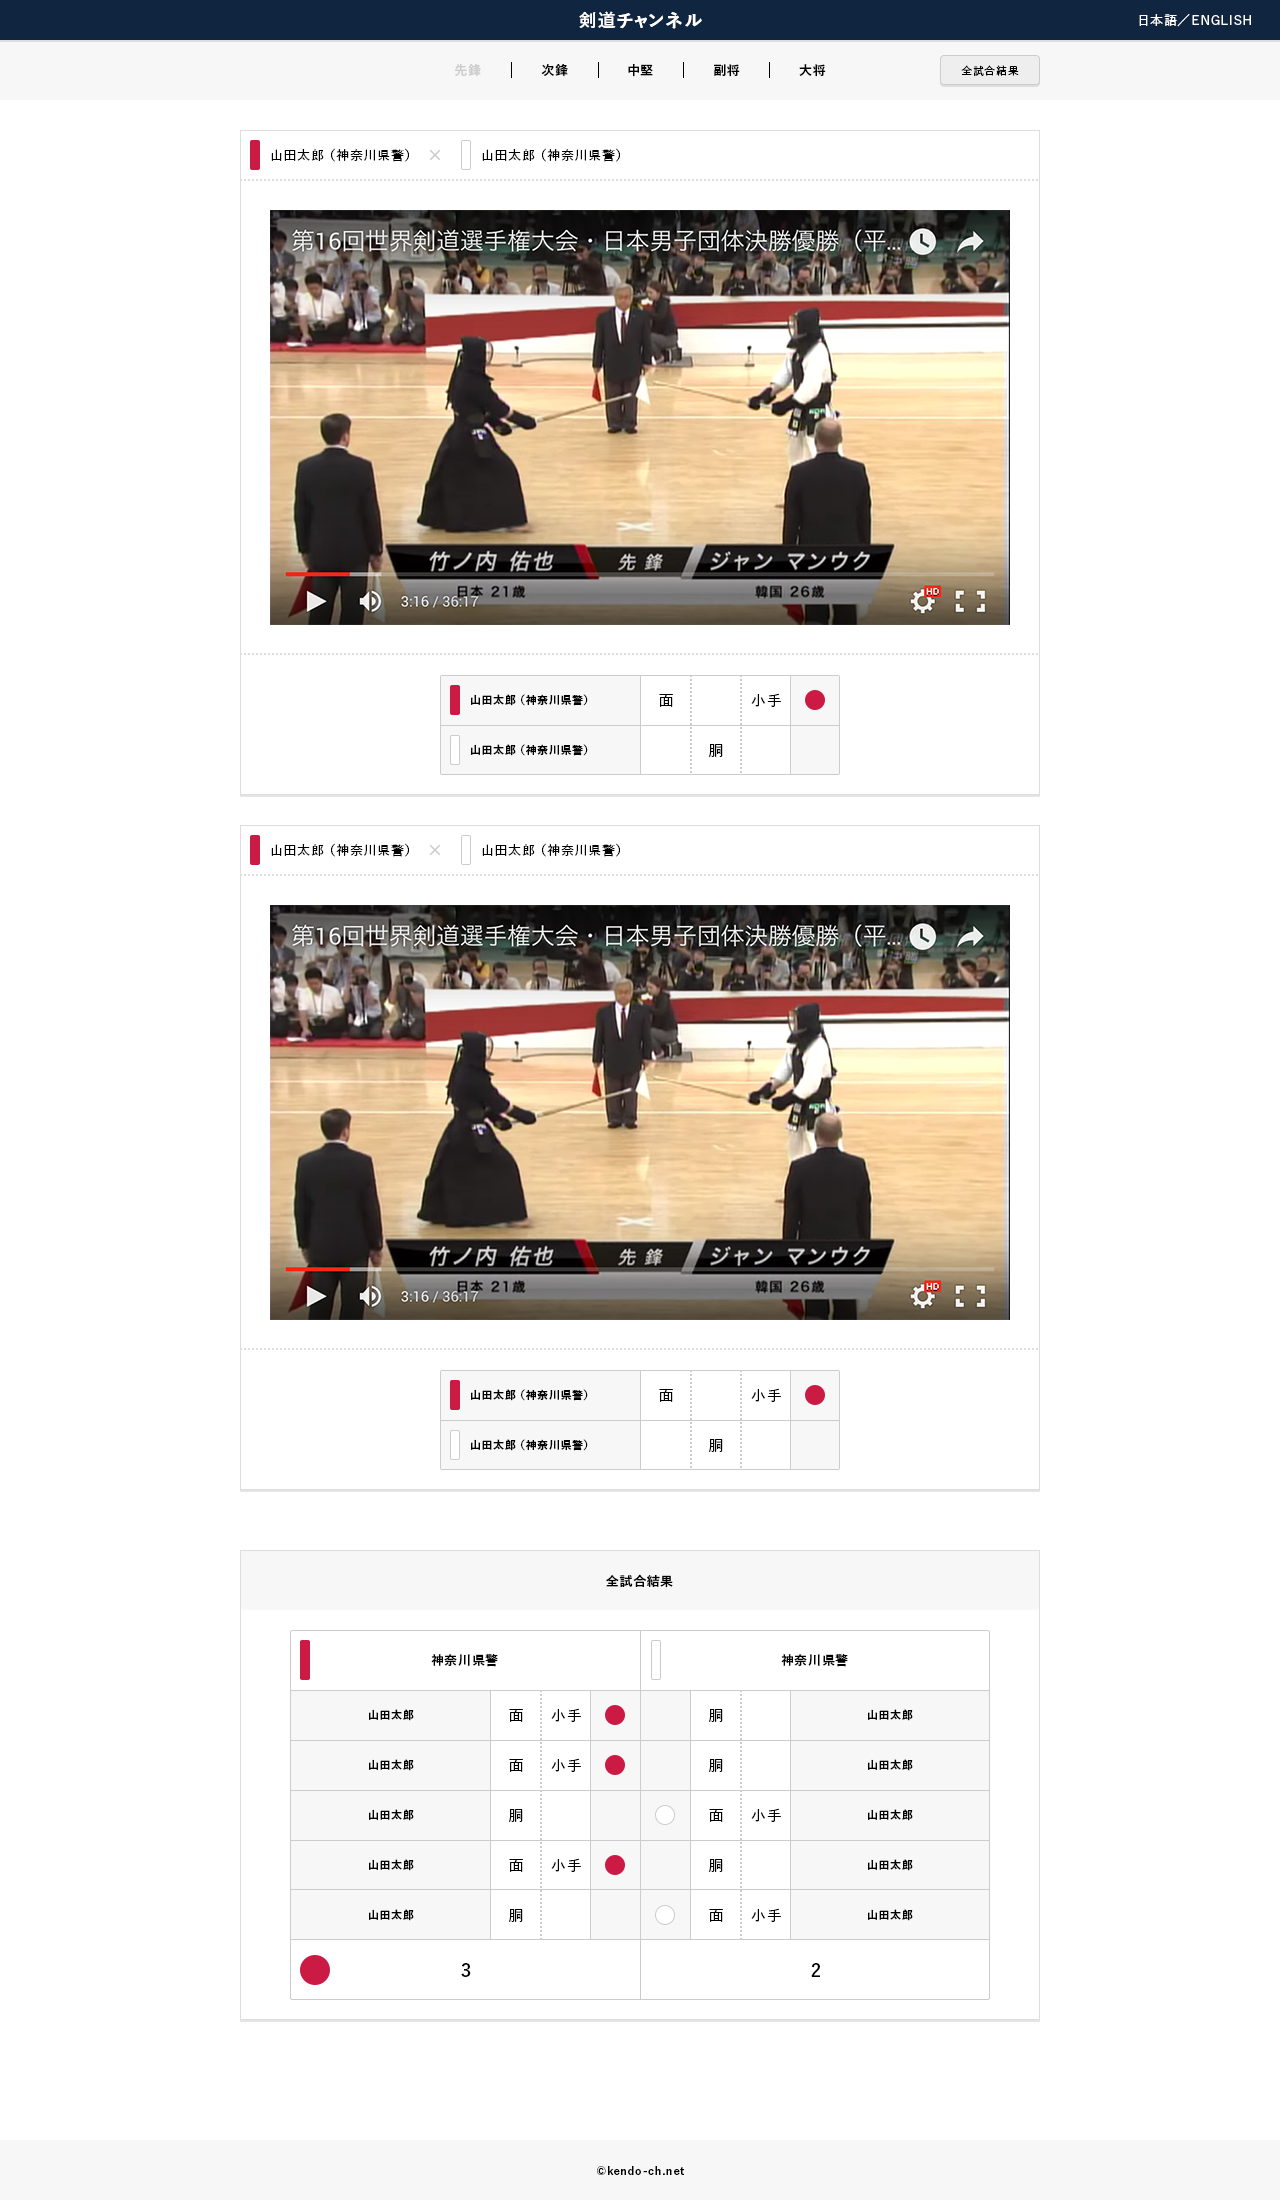 剣道チャンネル
日本語／ENGLISH
先鋒 次鋒 中堅 副将 大将
全試合結果
山田太郎（神奈川県警） × 山田太郎（神奈川県警）
第16回世界剣道選手権大会・日本男子団体決勝優勝（平...
竹ノ内 佑也 先鋒 ジャン マンウク
日本 21歳 韓国 26歳
3:16 / 36:17
HD
山田太郎（神奈川県警） 面 小手
山田太郎（神奈川県警） 胴
山田太郎（神奈川県警） × 山田太郎（神奈川県警）
第16回世界剣道選手権大会・日本男子団体決勝優勝（平...
竹ノ内 佑也 先鋒 ジャン マンウク
日本 21歳 韓国 26歳
3:16 / 36:17
HD
山田太郎（神奈川県警） 面 小手
山田太郎（神奈川県警） 胴
全試合結果
神奈川県警 神奈川県警
山田太郎 面 小手 胴 山田太郎
山田太郎 面 小手 胴 山田太郎
山田太郎 胴 面 小手 山田太郎
山田太郎 面 小手 胴 山田太郎
山田太郎 胴 面 小手 山田太郎
3 2
©kendo-ch.net